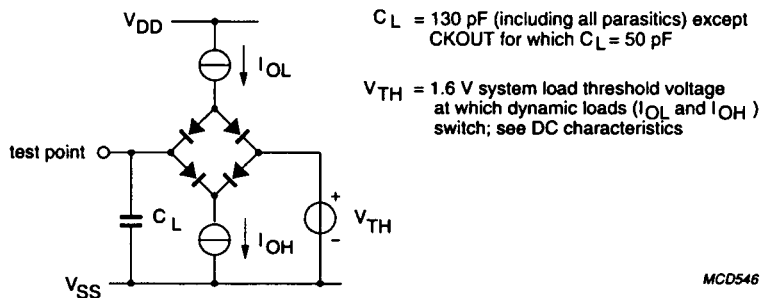 V_DD
I_OL
test point
C_L
I_OH
V_TH
+
-
V_SS
C_L = 130 pF (including all parasitics) except
CKOUT for which C_L = 50 pF
V_TH = 1.6 V system load threshold voltage
at which dynamic loads (I_OL and I_OH )
switch; see DC characteristics
MCD546